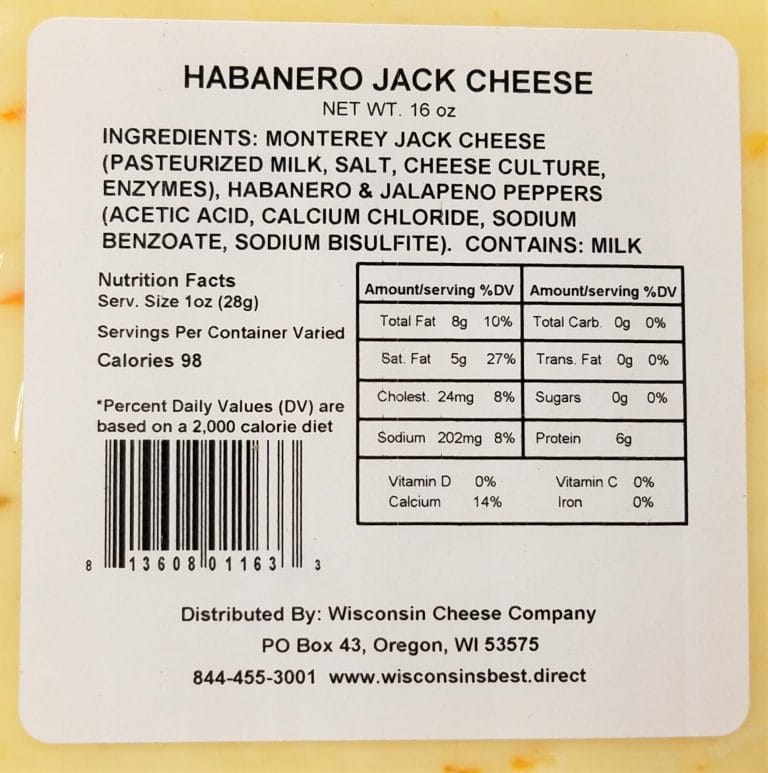 HABANERO JACK CHEESE
NET WT. 16 oz
INGREDIENTS: MONTEREY JACK CHEESE
(PASTEURIZED MILK, SALT, CHEESE CULTURE,
ENZYMES), HABANERO & JALAPENO PEPPERS
(ACETIC ACID, CALCIUM CHLORIDE, SODIUM
BENZOATE, SODIUM BISULFITE). CONTAINS: MILK
Nutrition Facts
Serv. Size 1oz (28g)
Servings Per Container Varied
Calories 98
*Percent Daily Values (DV) are
based on a 2,000 calorie diet
Amount/serving %DV Amount/serving %DV
Total Fat 8g 10% Total Carb. 0g 0%
Sat. Fat 5g 27% Trans. Fat 0g 0%
Cholest. 24mg 8% Sugars 0g 0%
Sodium 202mg 8% Protein 6g
Vitamin D 0% Vitamin C 0%
Calcium 14% Iron 0%
8 13608 01163 3
Distributed By: Wisconsin Cheese Company
PO Box 43, Oregon, WI 53575
844-455-3001 www.wisconsinsbest.direct